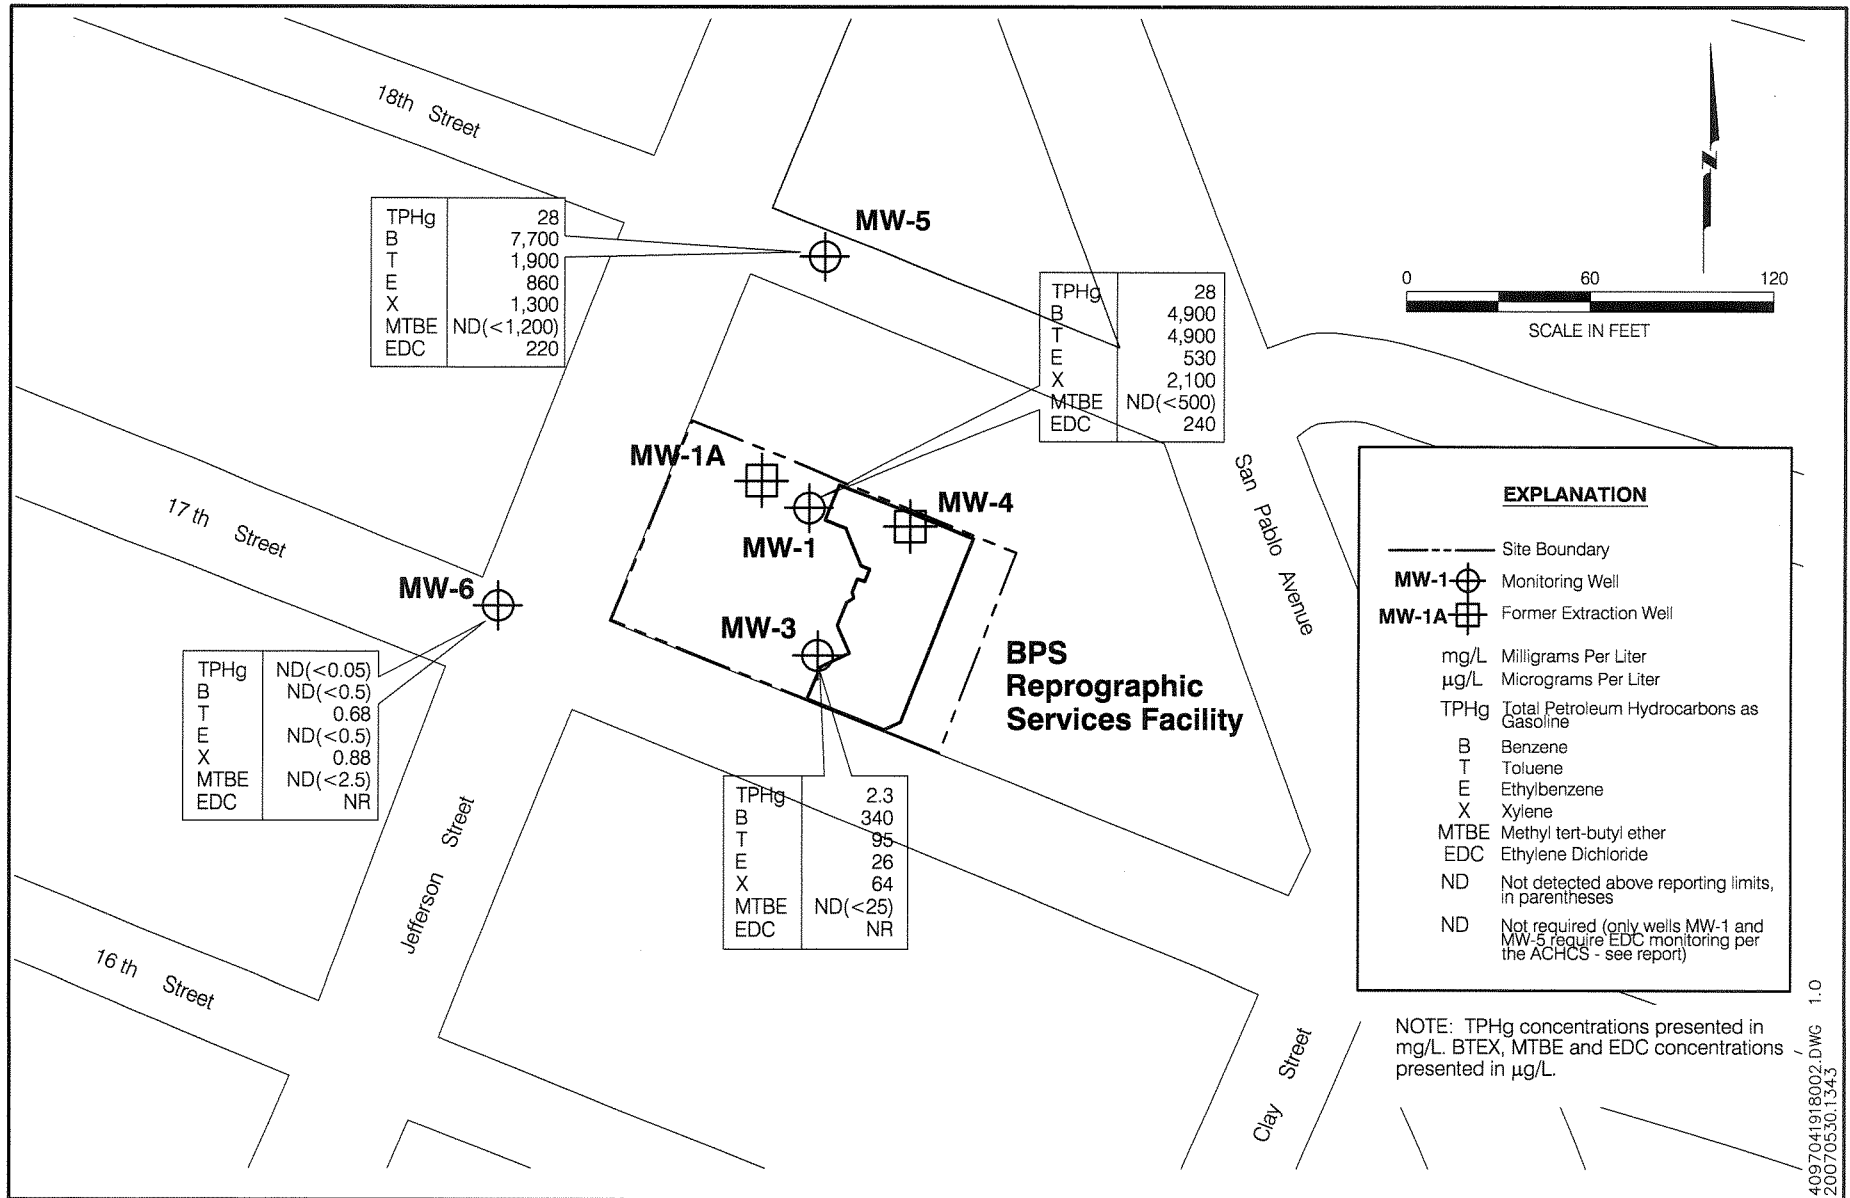 18th Street
MW-5
TPHg 28
B 7,700
T 1,900
E 860
X 1,300
MTBE ND(<1,200)
EDC 220
TPHg 28
B 4,900
T 4,900
E 530
X 2,100
MTBE ND(<500)
EDC 240
0 60 120
SCALE IN FEET
N
MW-1A
MW-1
MW-4
San Pablo Avenue
17 th Street
MW-6
MW-3
BPS
Reprographic
Services Facility
TPHg ND(<0.05)
B ND(<0.5)
T 0.68
E ND(<0.5)
X 0.88
MTBE ND(<2.5)
EDC NR
TPHg 2.3
B 340
T 95
E 26
X 64
MTBE ND(<25)
EDC NR
Jefferson Street
16 th Street
Clay Street
EXPLANATION
Site Boundary
MW-1 Monitoring Well
MW-1A Former Extraction Well
mg/L Milligrams Per Liter
µg/L Micrograms Per Liter
TPHg Total Petroleum Hydrocarbons as
Gasoline
B Benzene
T Toluene
E Ethylbenzene
X Xylene
MTBE Methyl tert-butyl ether
EDC Ethylene Dichloride
ND Not detected above reporting limits,
in parentheses
ND Not required (only wells MW-1 and
MW-5 require EDC monitoring per
the ACHCS - see report)
NOTE: TPHg concentrations presented in
mg/L. BTEX, MTBE and EDC concentrations
presented in µg/L.
4097041918002.DWG 1.0
20070530.1343